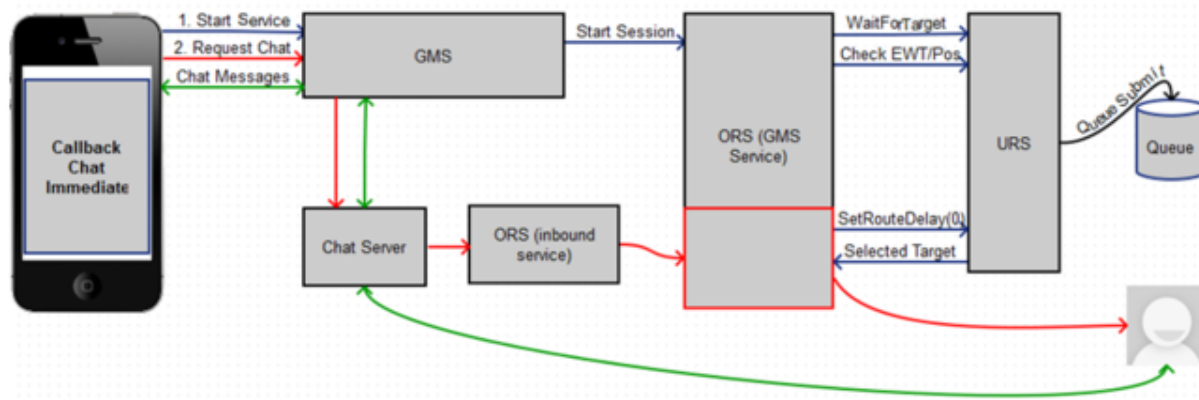 1. Start Service
2. Request Chat
Chat Messages
Callback
Chat
Immediate
GMS
Start Session
Chat Server
ORS (inbound
service)
ORS (GMS
Service)
WaitForTarget
Check EWT/Pos
SetRouteDelay(0)
Selected Target
URS
Queue Submit
Queue